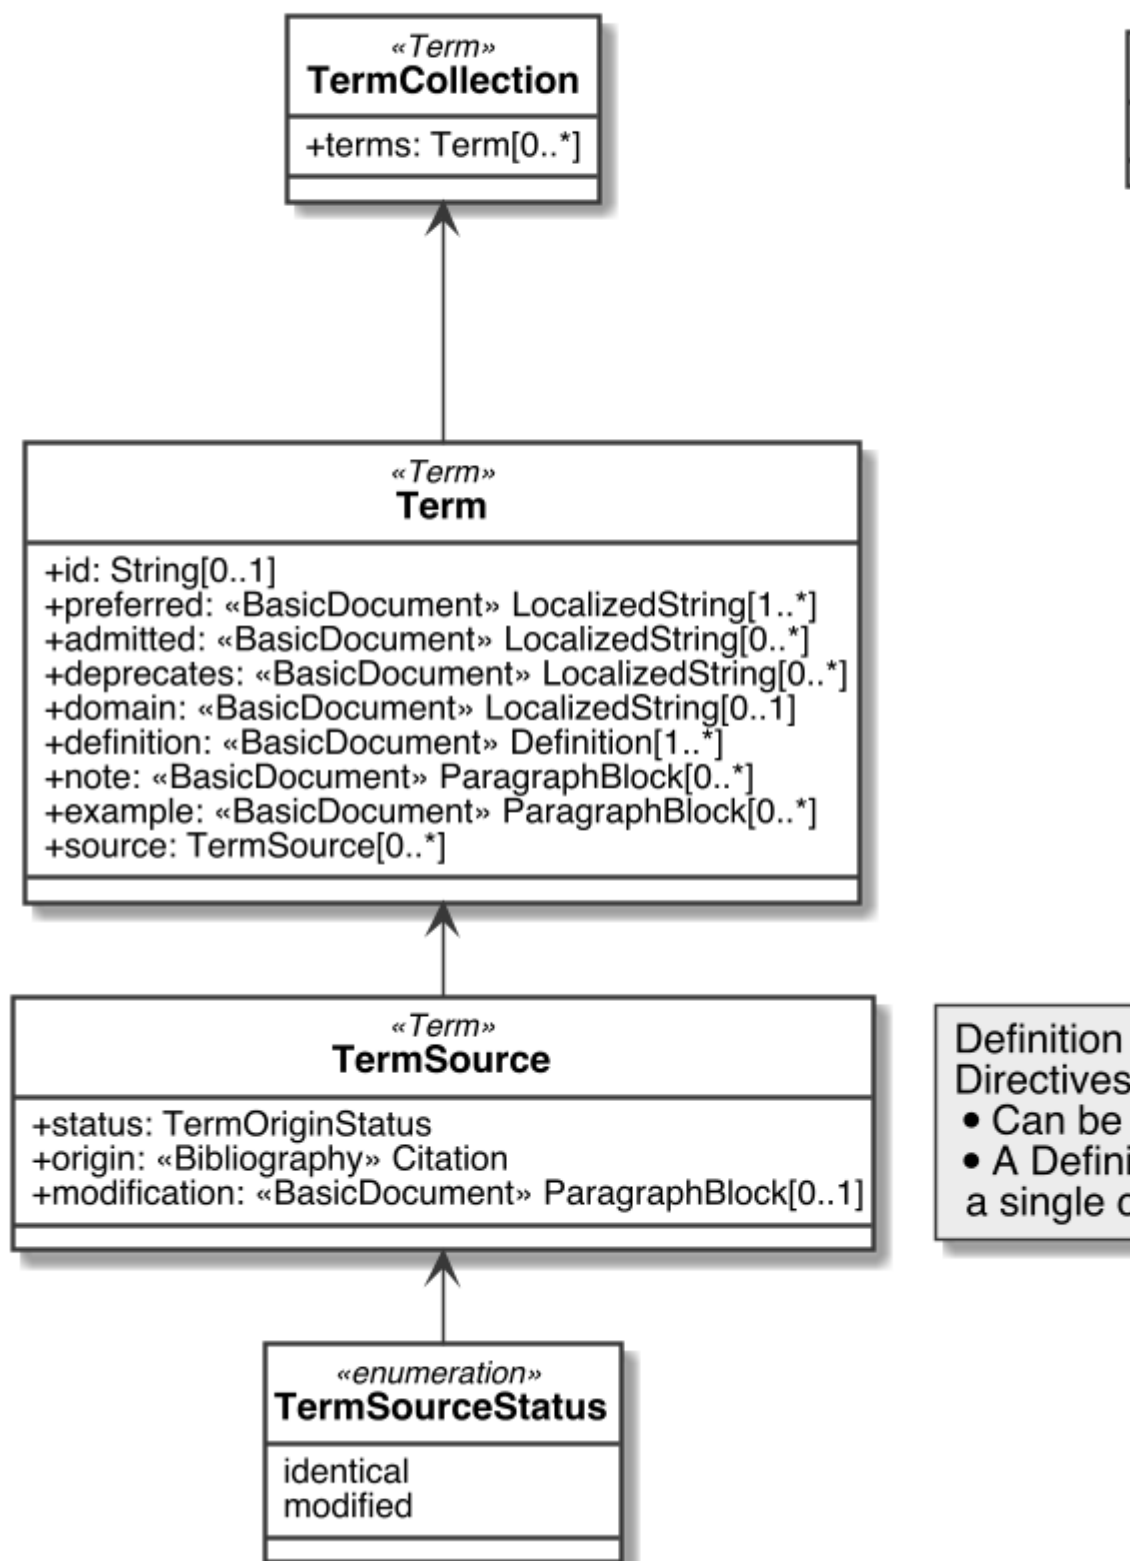 «Term»
TermCollection
+terms: Term[0..*]
«Term»
Term
+id: String[0..1]
+preferred: «BasicDocument» LocalizedString[1..*]
+admitted: «BasicDocument» LocalizedString[0..*]
+deprecates: «BasicDocument» LocalizedString[0..*]
+domain: «BasicDocument» LocalizedString[0..1]
+definition: «BasicDocument» Definition[1..*]
+note: «BasicDocument» ParagraphBlock[0..*]
+example: «BasicDocument» ParagraphBlock[0..*]
+source: TermSource[0..*]
«Term»
TermSource
+status: TermOriginStatus
+origin: «Bibliography» Citation
+modification: «BasicDocument» ParagraphBlock[0..1]
Definition
Directives
• Can be
• A Defini
a single
«enumeration»
TermSourceStatus
identical
modified